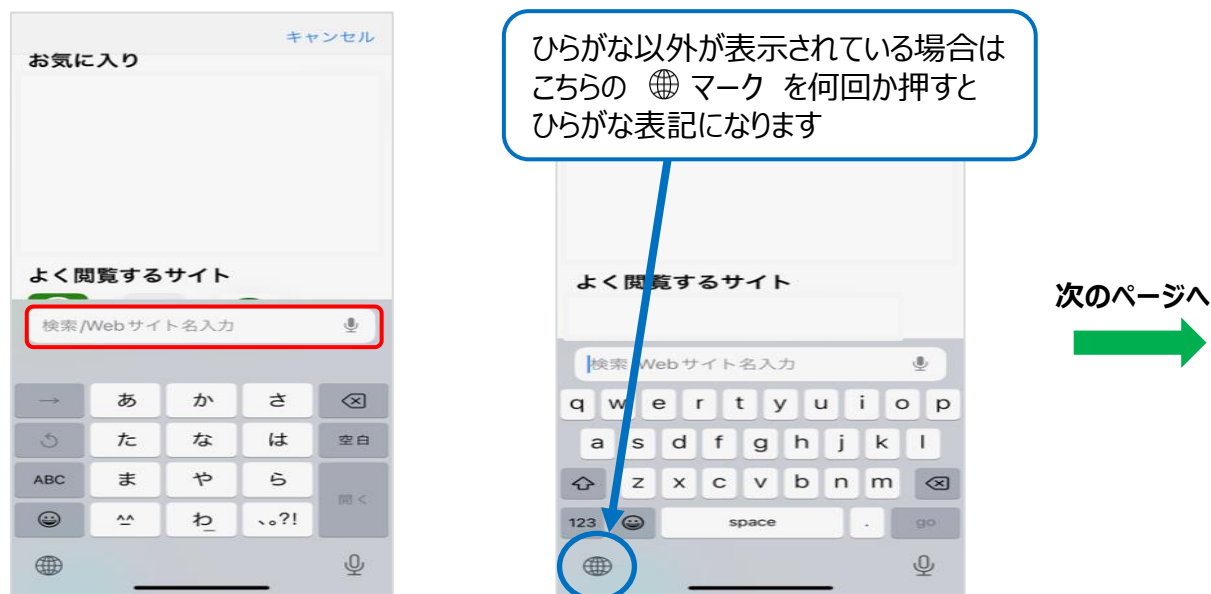 キャンセル
お気に入り
よく閲覧するサイト
検索/Webサイト名入力
→ あ か さ
た な は 空白
ABC ま や ら 開く
^^ わ_ 、。?!
ひらがな以外が表示されている場合は
こちらの マーク を何回か押すと
ひらがな表記になります
よく閲覧するサイト
検索/Webサイト名入力
q w e r t y u i o p
a s d f g h j k l
z x c v b n m
123 space . go
次のページへ